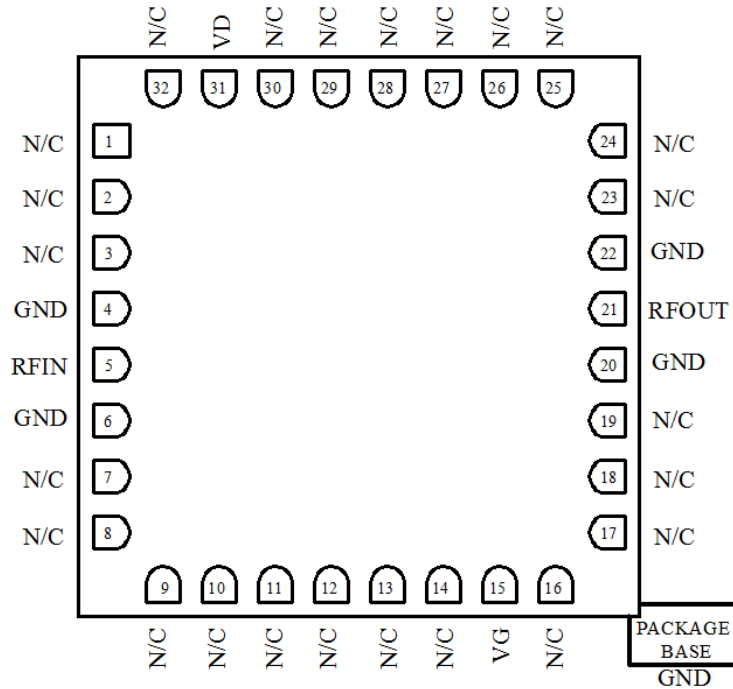 N/C VD N/C N/C N/C N/C N/C N/C
32 31 30 29 28 27 26 25
N/C 1 24 N/C
N/C 2 23 N/C
N/C 3 22 GND
GND 4 21 RFOUT
RFIN 5 20 GND
GND 6 19 N/C
N/C 7 18 N/C
N/C 8 17 N/C
9 10 11 12 13 14 15 16
N/C N/C N/C N/C N/C N/C VG N/C
PACKAGE
BASE
GND